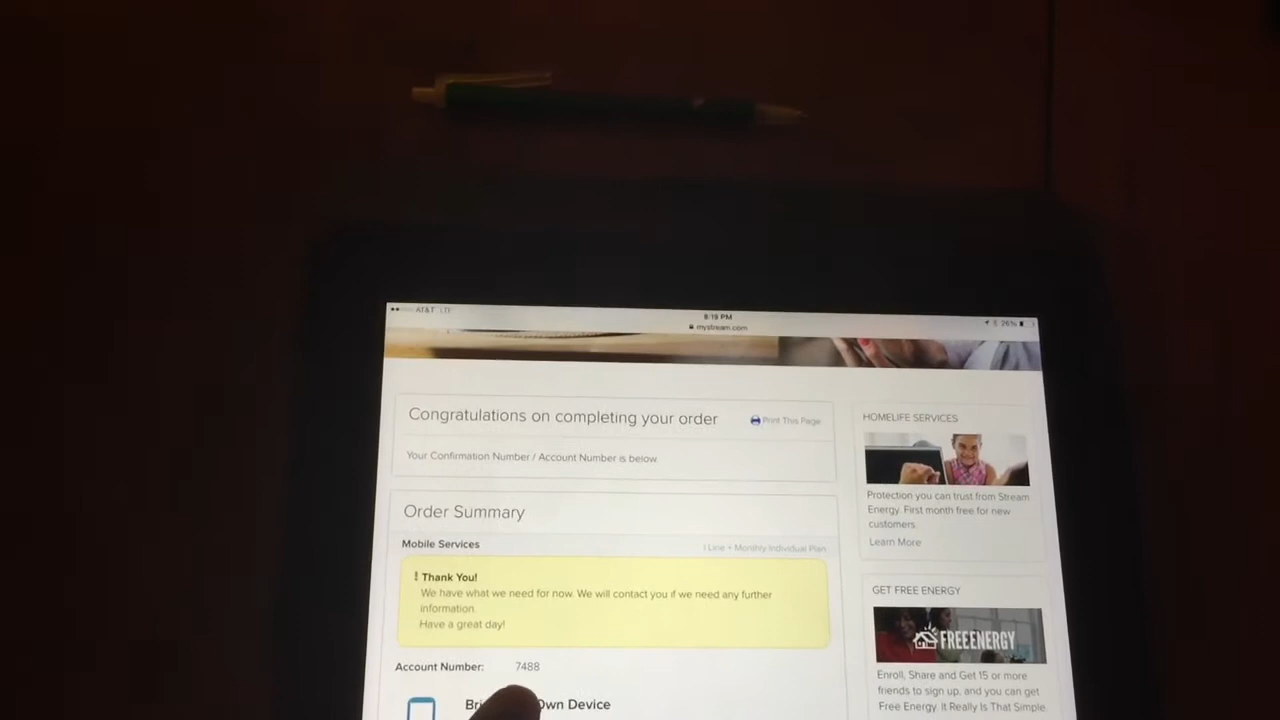 AT&T LTE
8:19 PM
mystream.com
26%
Congratulations on completing your order
Print This Page
Your Confirmation Number / Account Number is below.
Order Summary
Mobile Services
1 Line - Monthly Individual Plan
! Thank You!
We have what we need for now. We will contact you if we need any further
information.
Have a great day!
Account Number: 7488
Own Device
HOMELIFE SERVICES
Protection you can trust from Stream
Energy. First month free for new
customers.
Learn More
GET FREE ENERGY
FREEENERGY
Enroll, Share and Get 15 or more
friends to sign up, and you can get
Free Energy. It Really Is That Simple.